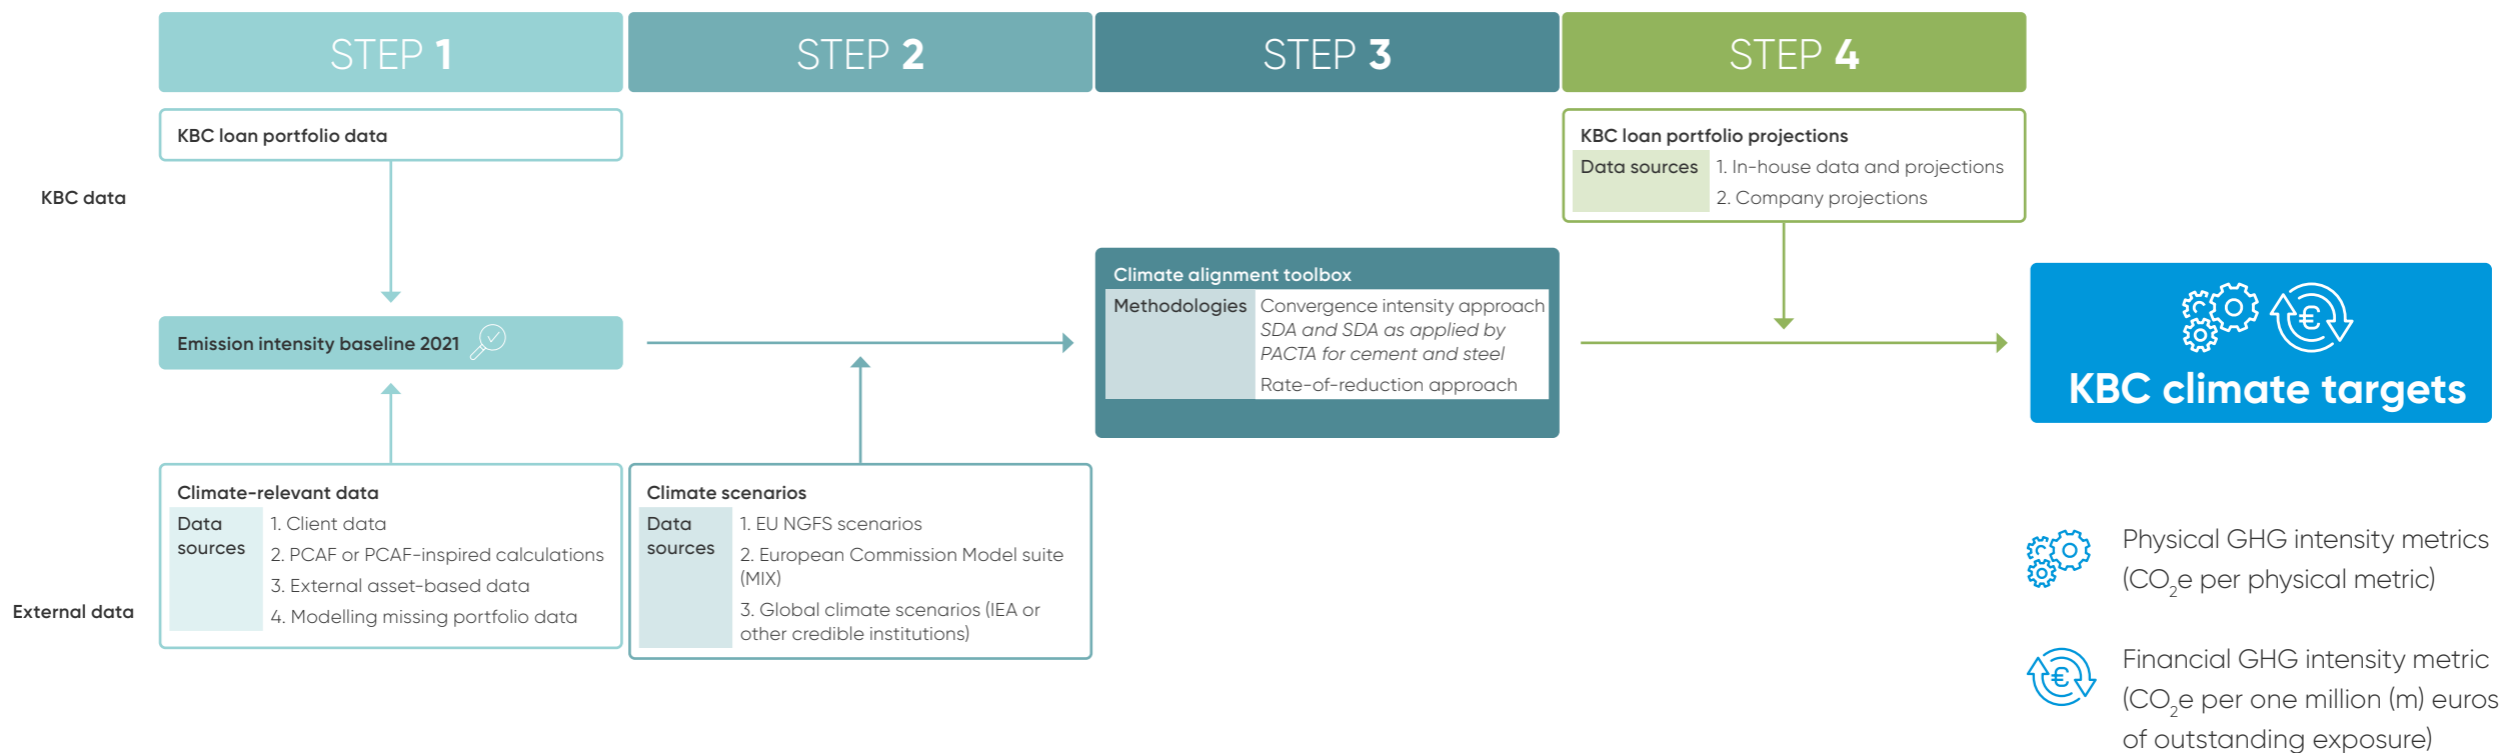 STEP 1
STEP 2
STEP 3
STEP 4
KBC data
KBC loan portfolio data
Emission intensity baseline 2021
External data
Climate-relevant data
Data
sources
1. Client data
2. PCAF or PCAF-inspired calculations
3. External asset-based data
4. Modelling missing portfolio data
Climate scenarios
Data
sources
1. EU NGFS scenarios
2. European Commission Model suite
(MIX)
3. Global climate scenarios (IEA or
other credible institutions)
Climate alignment toolbox
Methodologies
Convergence intensity approach
SDA and SDA as applied by
PACTA for cement and steel
Rate-of-reduction approach
KBC loan portfolio projections
Data sources
1. In-house data and projections
2. Company projections
€
KBC climate targets
Physical GHG intensity metrics
(CO₂e per physical metric)
€
Financial GHG intensity metric
(CO₂e per one million (m) euros
of outstanding exposure)